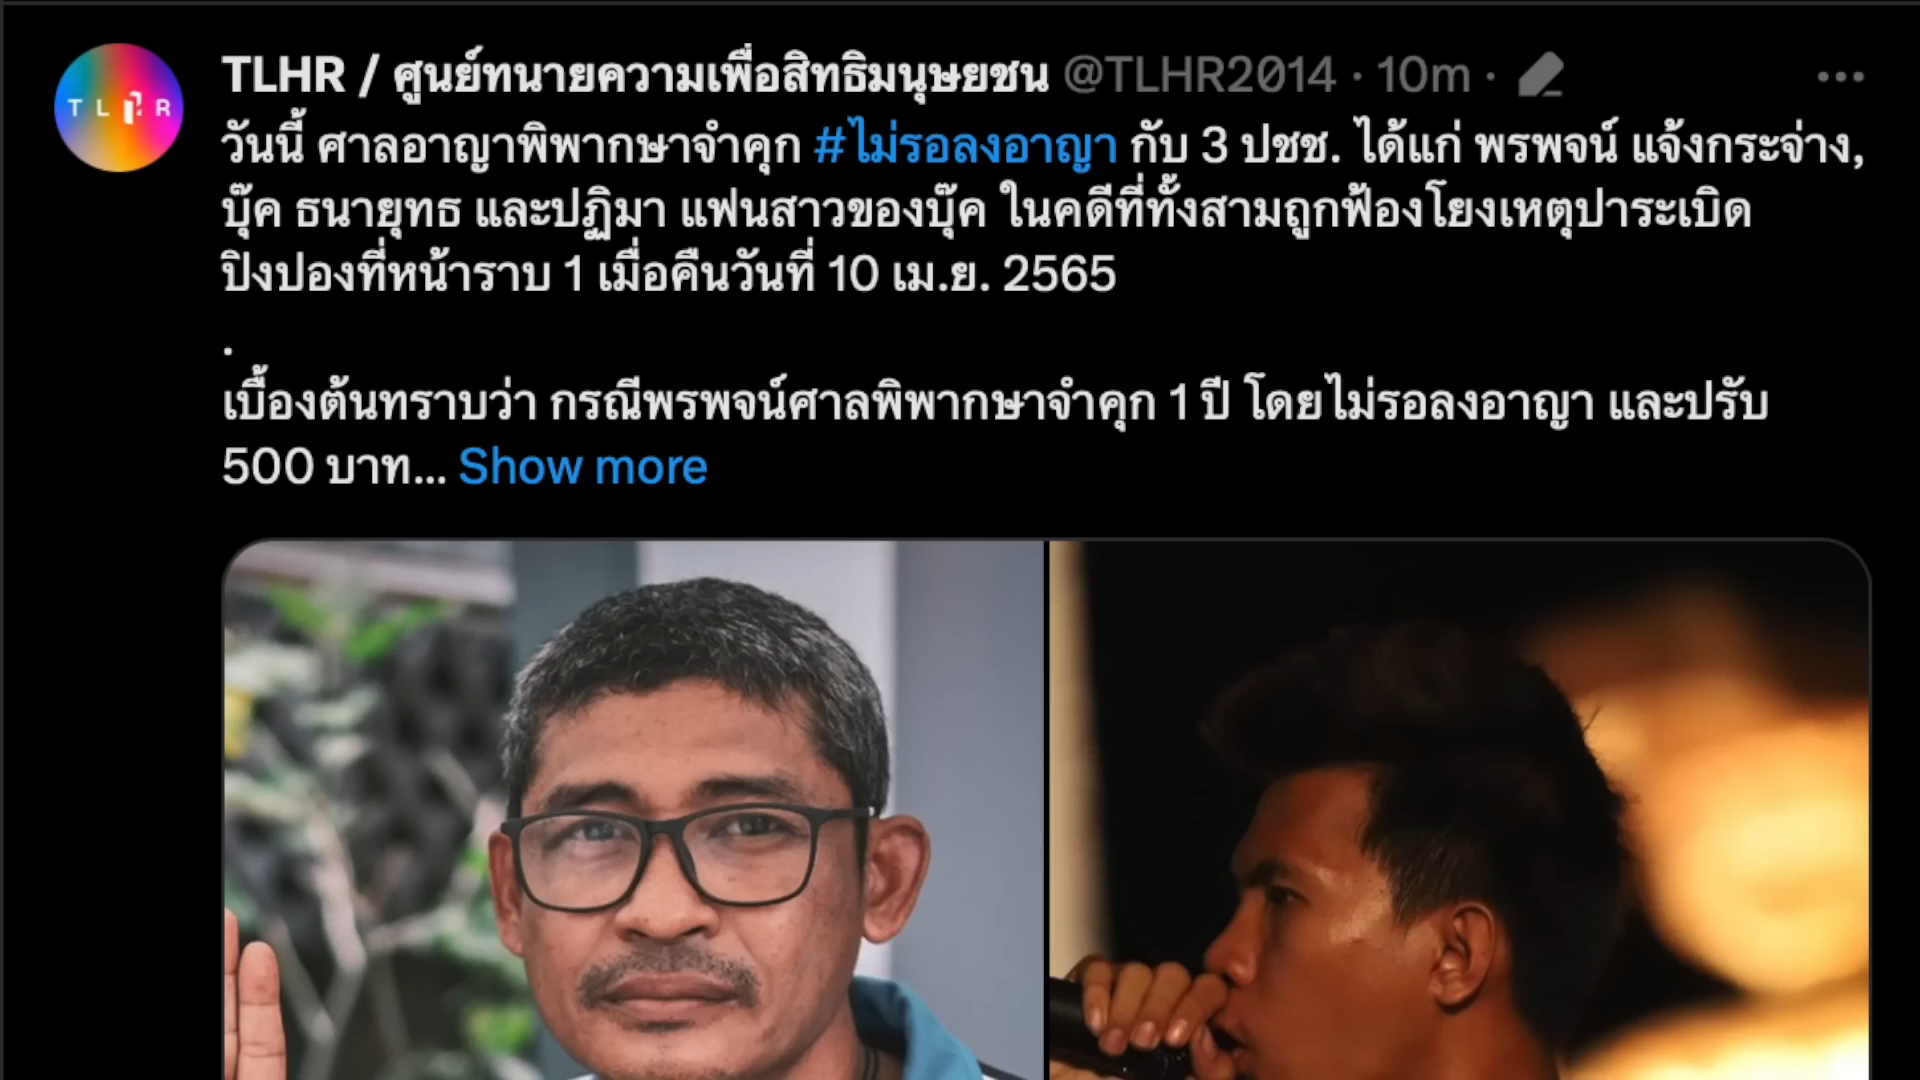 TLHR
TLHR / ศูนย์ทนายความเพื่อสิทธิมนุษยชน @TLHR2014 · 10m ·
วันนี้ ศาลอาญาพิพากษาจำคุก #ไม่รอลงอาญา กับ 3 ปชช. ได้แก่ พรพจน์ แจ้งกระจ่าง,
บุ๊ค ธนายุทธ และปฏิมา แฟนสาวของบุ๊ค ในคดีที่ทั้งสามถูกฟ้องโยงเหตุปาระเบิด
ปิงปองที่หน้าราบ 1 เมื่อคืนวันที่ 10 เม.ย. 2565
.
เบื้องต้นทราบว่า กรณีพรพจน์ศาลพิพากษาจำคุก 1 ปี โดยไม่รอลงอาญา และปรับ
500 บาท... Show more